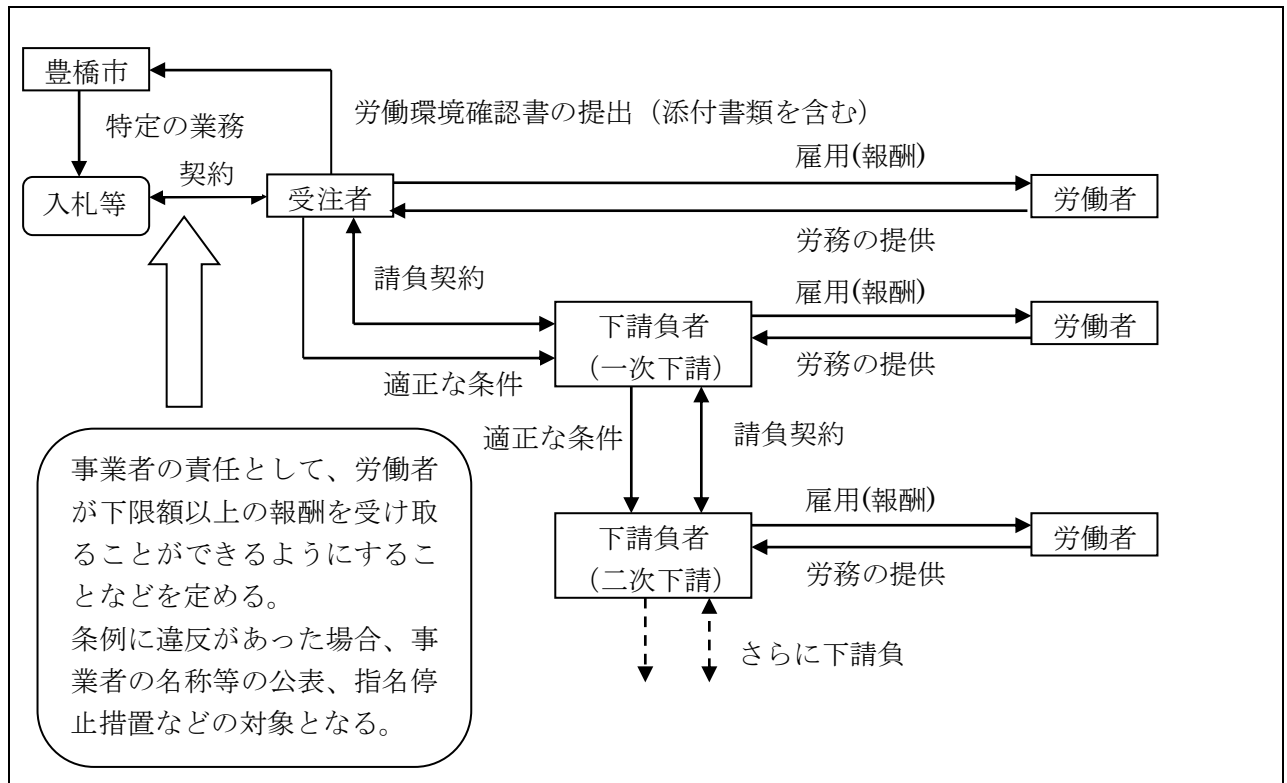 豊橋市
労働環境確認書の提出（添付書類を含む）
特定の業務
雇用(報酬)
契約
入札等
受注者
労働者
労務の提供
請負契約
雇用(報酬)
下請負者
（一次下請）
労働者
労務の提供
適正な条件
適正な条件
請負契約
事業者の責任として、労働者
が下限額以上の報酬を受け取
ることができるようにするこ
となどを定める。
条例に違反があった場合、事
業者の名称等の公表、指名停
止措置などの対象となる。
雇用(報酬)
下請負者
（二次下請）
労働者
労務の提供
さらに下請負